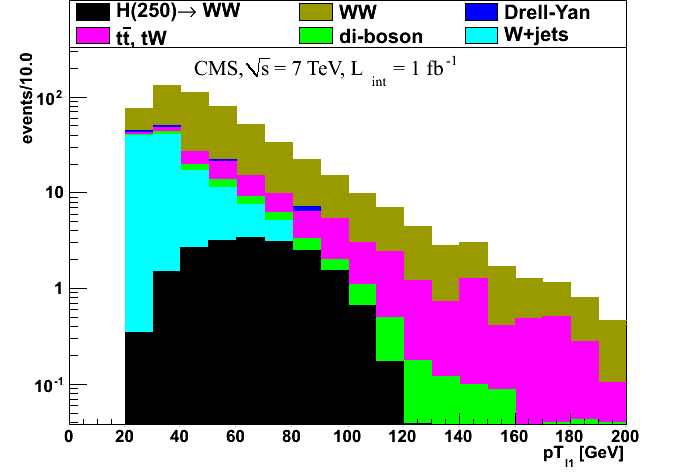 H(250)→ WW WW Drell-Yan
tt̄, tW di-boson W+jets
CMS, √s = 7 TeV, L int = 1 fb⁻¹
events/10.0
10²
10
1
10⁻¹
0 20 40 60 80 100 120 140 160 180 200
pT l1 [GeV]